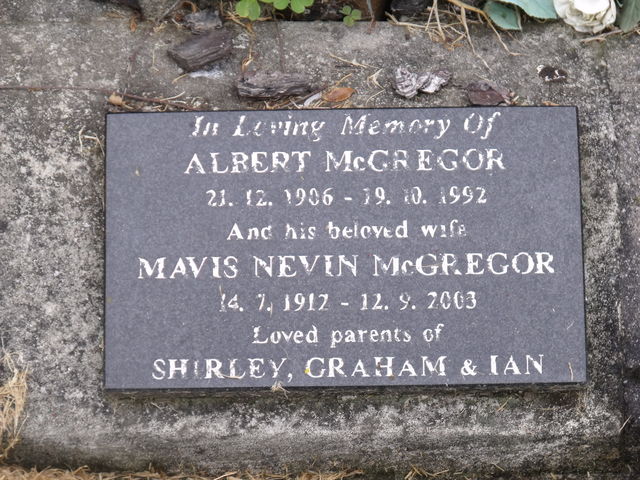 In Loving Memory Of
ALBERT McGREGOR
21. 12. 1906 - 19. 10. 1992
And his beloved wife
MAVIS NEVIN McGREGOR
14. 7. 1912 - 12. 9. 2003
Loved parents of
SHIRLEY, GRAHAM & IAN